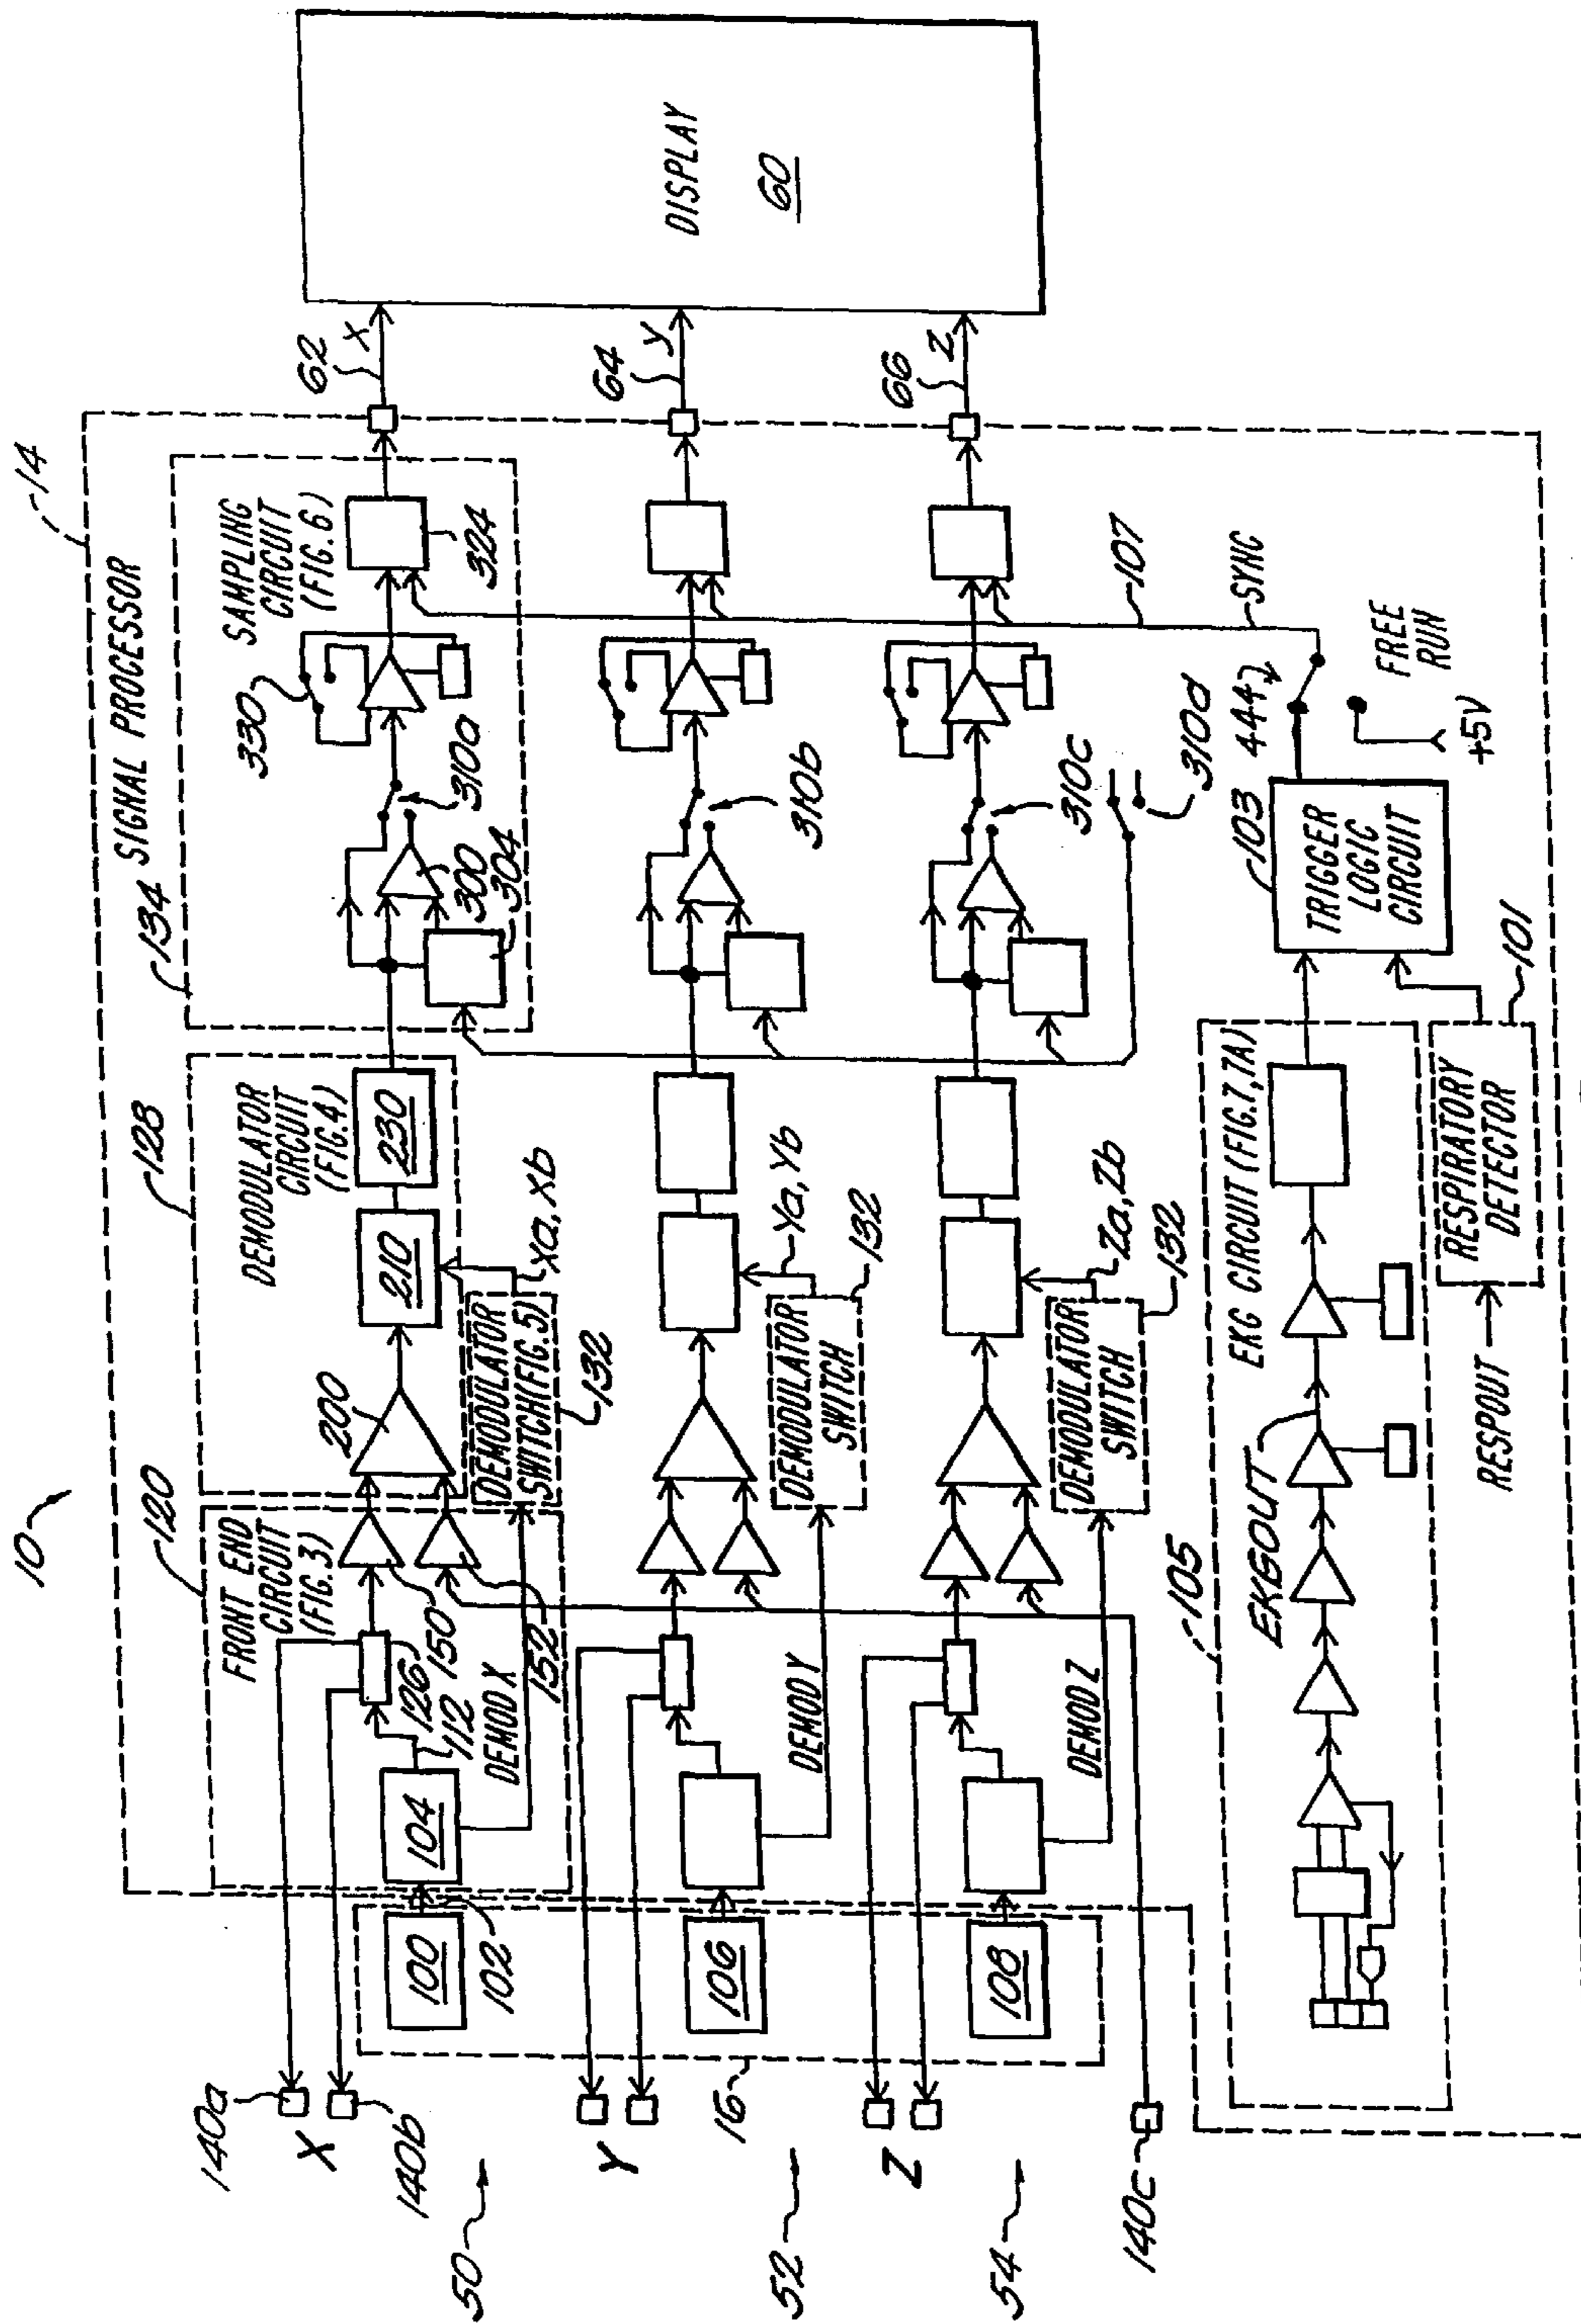 10
14
SIGNAL PROCESSOR
120
128
134
FRONT END
CIRCUIT
(FIG.3)
DEMODULATOR
CIRCUIT
(FIG.4)
SAMPLING
CIRCUIT
(FIG.6)
140a
X
140b
50
100
102
104
112
126
150
152
DEMOD X
200
210
230
DEMODULATOR
SWITCH(FIG.5)
132
Xa, Xb
300
304
310a
330
324
62
X
DISPLAY
60
Y
52
16
106
DEMOD Y
DEMODULATOR
SWITCH
132
Ya, Yb
310b
64
Y
Z
54
108
DEMOD Z
DEMODULATOR
SWITCH
132
Za, Zb
310c
310d
66
Z
140c
107
SYNC
105
EKG CIRCUIT (FIG.7,7A)
EKGOUT
103
TRIGGER
LOGIC
CIRCUIT
444
FREE
RUN
+5V
RESPOUT
RESPIRATORY
DETECTOR
101